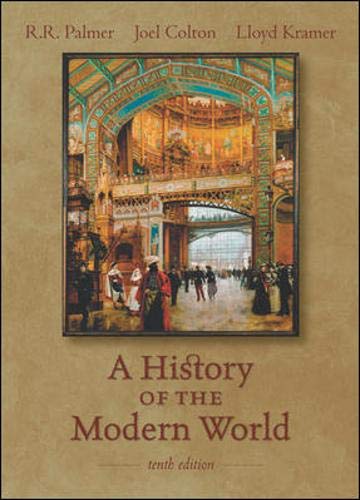 R.R. Palmer Joel Colton Lloyd Kramer
A History
OF THE
Modern World
tenth edition